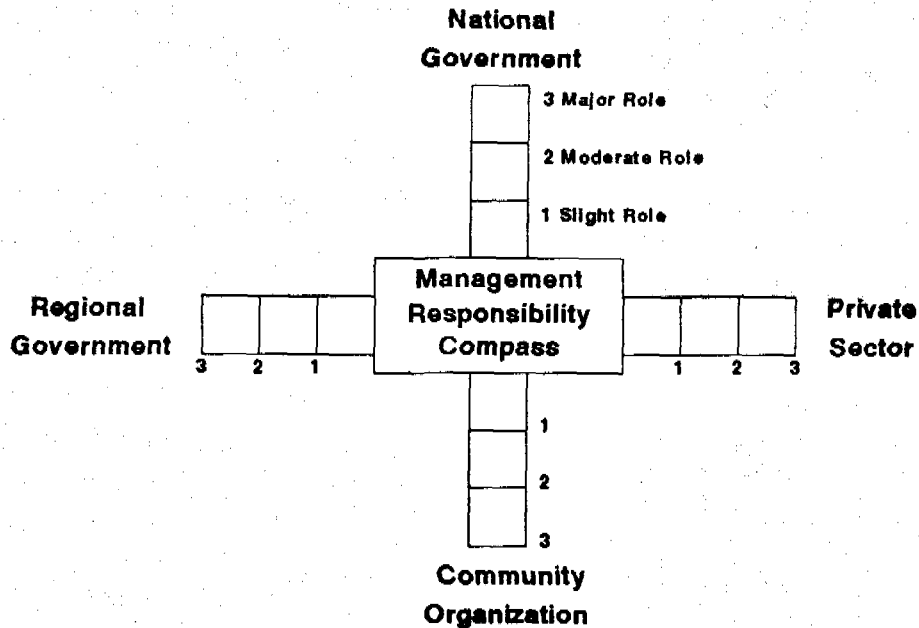 National
Government
3 Major Role
2 Moderate Role
1 Slight Role
Management
Responsibility
Compass
Regional
Government
3 2 1
Private
Sector
1 2 3
1
2
3
Community
Organization